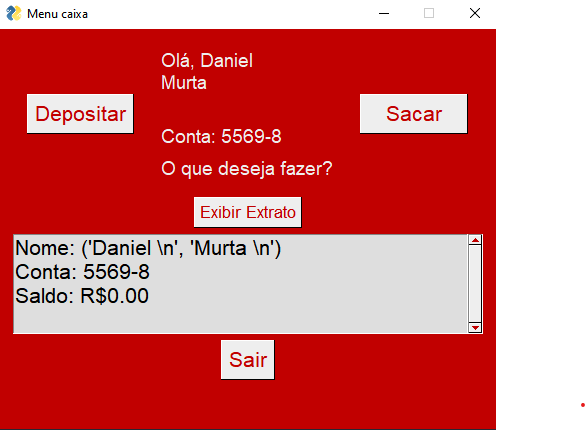 Menu caixa
Olá, Daniel
Murta
Depositar
Sacar
Conta: 5569-8
O que deseja fazer?
Exibir Extrato
Nome: ('Daniel \n', 'Murta \n')
Conta: 5569-8
Saldo: R$0.00
Sair